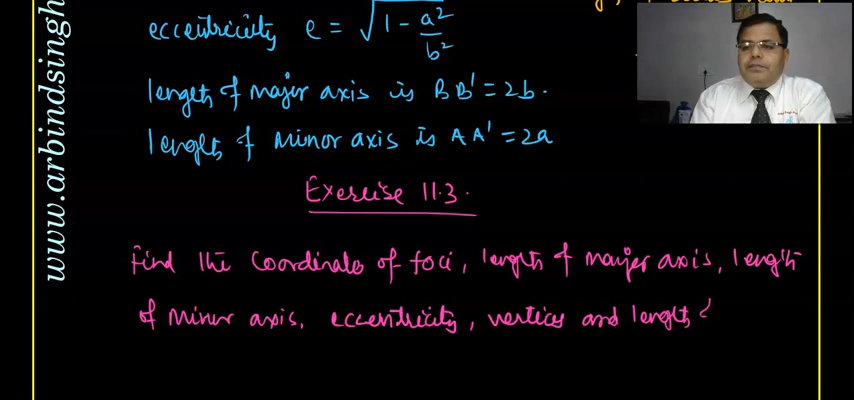 eccentricity e = √1 - a²/b²
length of major axis is BB' = 2b.
length of minor axis is AA' = 2a
Exercise 11.3.
Find the coordinates of foci, length of major axis, length
of minor axis, eccentricity, vertices and length
www.arbindsingh